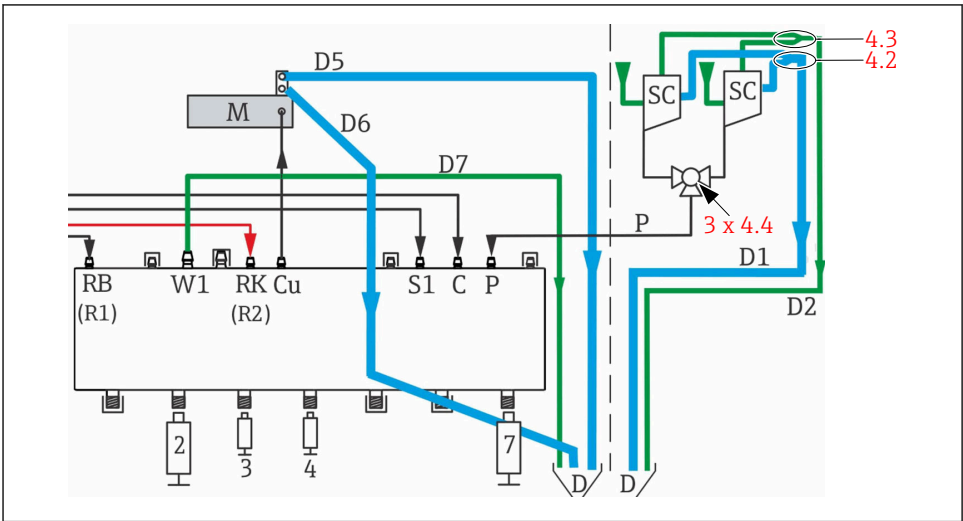 4.3
4.2
D5
SC
SC
M
D6
D7
P
3 x 4.4
D1
RB
W1
RK
Cu
S1
C
P
(R1)
(R2)
D2
2
3
4
7
D
D